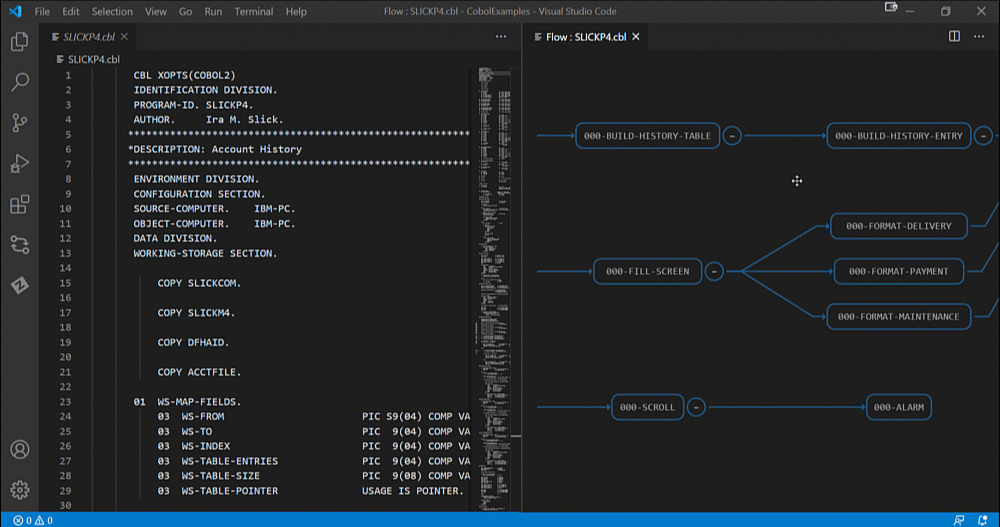 File Edit Selection View Go Run Terminal Help
Flow : SLICKP4.cbl - CobolExamples - Visual Studio Code
SLICKP4.cbl
SLICKP4.cbl
1 CBL XOPTS(COBOL2)
2 IDENTIFICATION DIVISION.
3 PROGRAM-ID. SLICKP4.
4 AUTHOR. Ira M. Slick.
5 *********************************************************
6 *DESCRIPTION: Account History
7 *********************************************************
8 ENVIRONMENT DIVISION.
9 CONFIGURATION SECTION.
10 SOURCE-COMPUTER. IBM-PC.
11 OBJECT-COMPUTER. IBM-PC.
12 DATA DIVISION.
13 WORKING-STORAGE SECTION.
14
15 COPY SLICKCOM.
16
17 COPY SLICKM4.
18
19 COPY DFHAID.
20
21 COPY ACCTFILE.
22
23 01 WS-MAP-FIELDS.
24 03 WS-FROM PIC S9(04) COMP VA
25 03 WS-TO PIC 9(04) COMP VA
26 03 WS-INDEX PIC 9(04) COMP VA
27 03 WS-TABLE-ENTRIES PIC 9(04) COMP VA
28 03 WS-TABLE-SIZE PIC 9(08) COMP VA
29 03 WS-TABLE-POINTER USAGE IS POINTER.
30
Flow : SLICKP4.cbl
000-BUILD-HISTORY-TABLE - 000-BUILD-HISTORY-ENTRY -
000-FORMAT-DELIVERY
000-FILL-SCREEN - 000-FORMAT-PAYMENT
000-FORMAT-MAINTENANCE
000-SCROLL - 000-ALARM
0 0